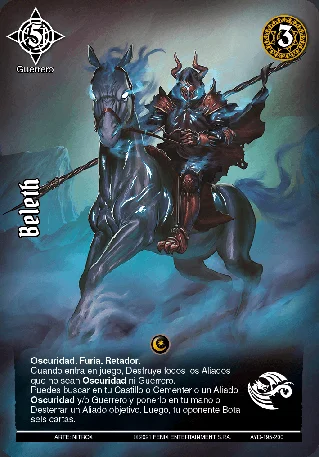 5
3
Guerrero
Beleth
Oscuridad. Furia. Retador.
Cuando entra en juego, Destruye todos los Aliados
que no sean Oscuridad ni Guerrero.
Puedes buscar en tu Castillo o Cementerio un Aliado
Oscuridad y/o Guerrero y ponerlo en tu mano o
Desterrar un Aliado objetivo. Luego, tu oponente Bota
seis cartas.
ENTERTAINMENT S.P.A.